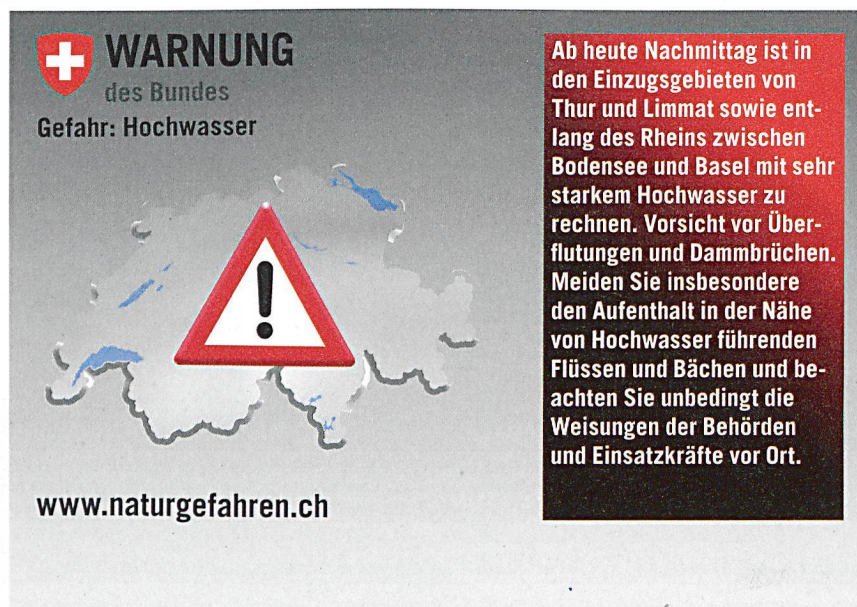 WARNUNG
des Bundes
Gefahr: Hochwasser
www.naturgefahren.ch
Ab heute Nachmittag ist in
den Einzugsgebieten von
Thur und Limmat sowie ent-
lang des Rheins zwischen
Bodensee und Basel mit sehr
starkem Hochwasser zu
rechnen. Vorsicht vor Über-
flutungen und Dammbrüchen.
Meiden Sie insbesondere
den Aufenthalt in der Nähe
von Hochwasser führenden
Flüssen und Bächen und be-
achten Sie unbedingt die
Weisungen der Behörden
und Einsatzkräfte vor Ort.